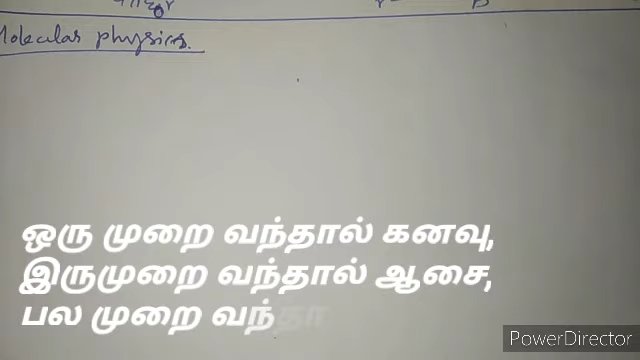 Molecular physics.
ஒரு முறை வந்தால் கனவு,
இருமுறை வந்தால் ஆசை,
பல முறை வந்தா
PowerDirector